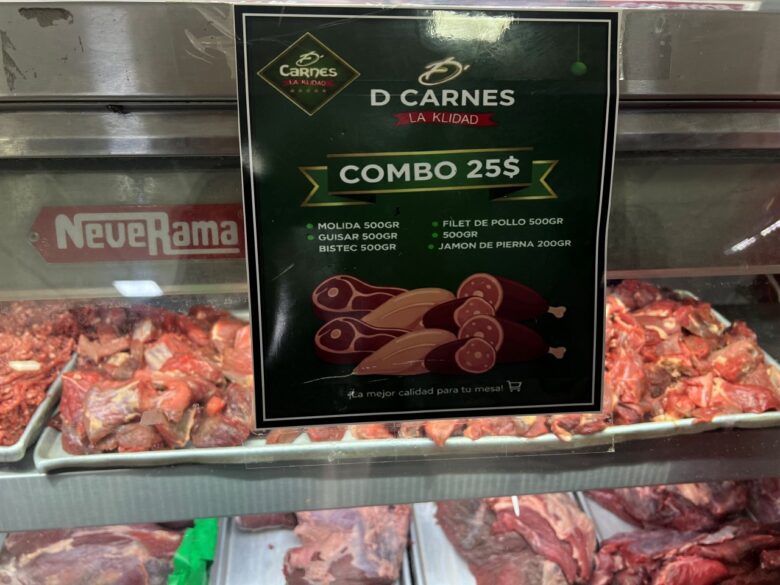 D
CARNES
LA KLIDAD
D
D CARNES
LA KLIDAD
COMBO 25$
MOLIDA 500GR
GUISAR 500GR
BISTEC 500GR
FILET DE POLLO 500GR
500GR
JAMON DE PIERNA 200GR
¡La mejor calidad para tu mesa!
NeveRama